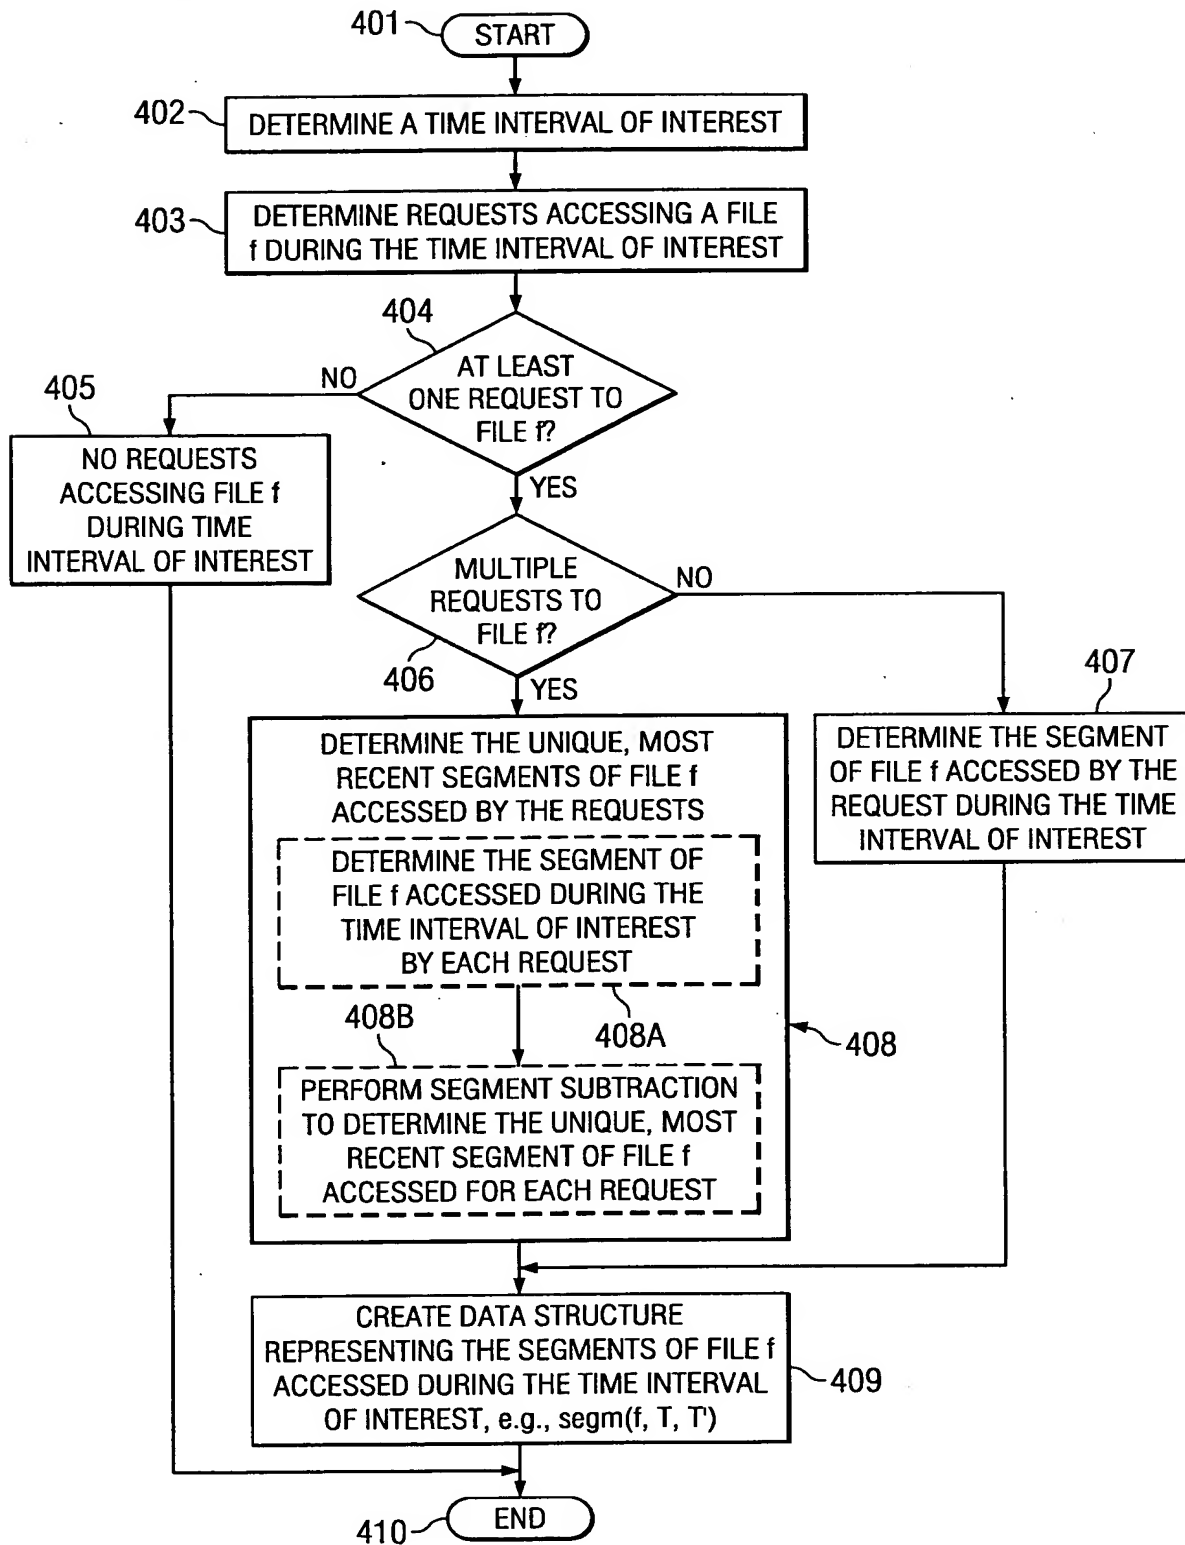 401
START
402
DETERMINE A TIME INTERVAL OF INTEREST
403
DETERMINE REQUESTS ACCESSING A FILE
f DURING THE TIME INTERVAL OF INTEREST
404
AT LEAST
ONE REQUEST TO
FILE f?
NO
YES
405
NO REQUESTS
ACCESSING FILE f
DURING TIME
INTERVAL OF INTEREST
MULTIPLE
REQUESTS TO
FILE f?
NO
406
YES
407
DETERMINE THE SEGMENT
OF FILE f ACCESSED BY THE
REQUEST DURING THE TIME
INTERVAL OF INTEREST
DETERMINE THE UNIQUE, MOST
RECENT SEGMENTS OF FILE f
ACCESSED BY THE REQUESTS
DETERMINE THE SEGMENT OF
FILE f ACCESSED DURING THE
TIME INTERVAL OF INTEREST
BY EACH REQUEST
408B
408A
408
PERFORM SEGMENT SUBTRACTION
TO DETERMINE THE UNIQUE, MOST
RECENT SEGMENT OF FILE f
ACCESSED FOR EACH REQUEST
CREATE DATA STRUCTURE
REPRESENTING THE SEGMENTS OF FILE f
ACCESSED DURING THE TIME INTERVAL
OF INTEREST, e.g., segm(f, T, T')
409
END
410